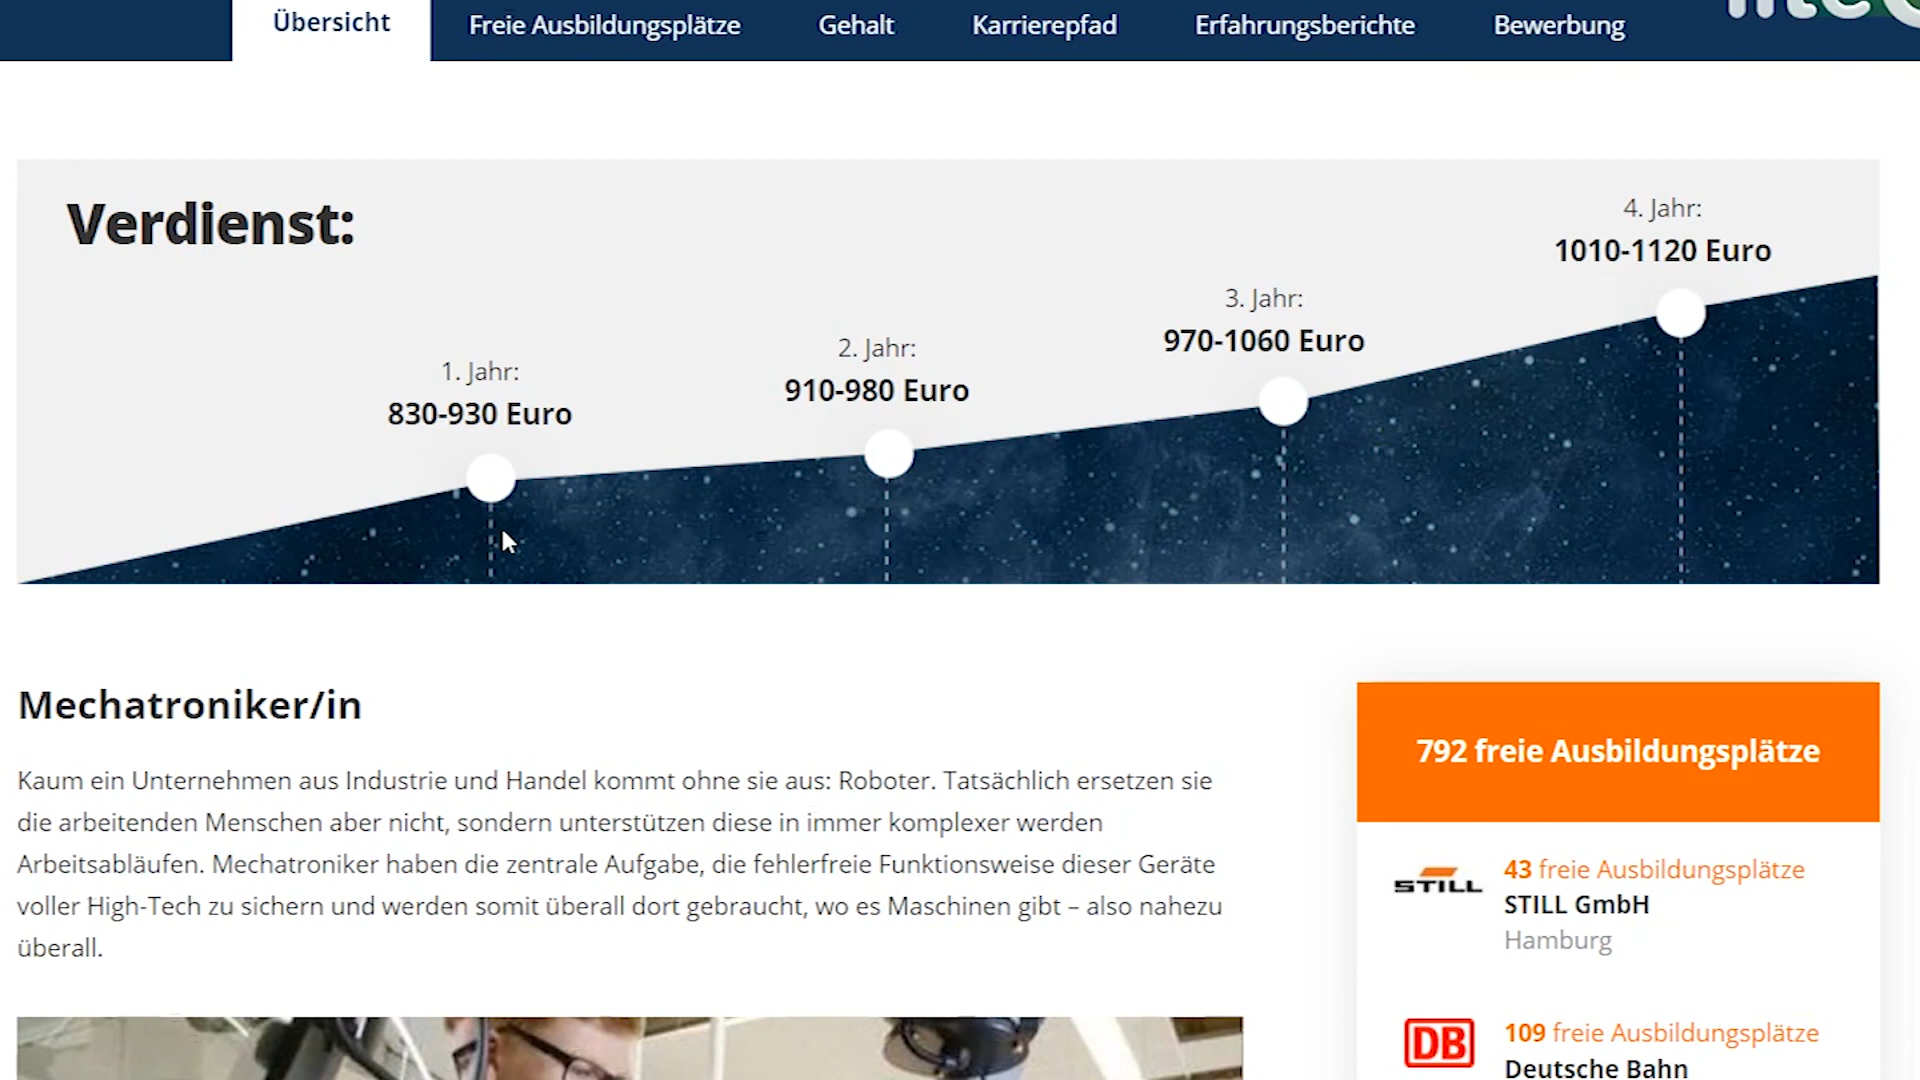 Übersicht
Freie Ausbildungsplätze
Gehalt
Karrierepfad
Erfahrungsberichte
Bewerbung
Verdienst:
1. Jahr:
830-930 Euro
2. Jahr:
910-980 Euro
3. Jahr:
970-1060 Euro
4. Jahr:
1010-1120 Euro
Mechatroniker/in
Kaum ein Unternehmen aus Industrie und Handel kommt ohne sie aus: Roboter. Tatsächlich ersetzen sie
die arbeitenden Menschen aber nicht, sondern unterstützen diese in immer komplexer werden
Arbeitsabläufen. Mechatroniker haben die zentrale Aufgabe, die fehlerfreie Funktionsweise dieser Geräte
voller High-Tech zu sichern und werden somit überall dort gebraucht, wo es Maschinen gibt – also nahezu
überall.
792 freie Ausbildungsplätze
STILL
43 freie Ausbildungsplätze
STILL GmbH
Hamburg
DB
109 freie Ausbildungsplätze
Deutsche Bahn